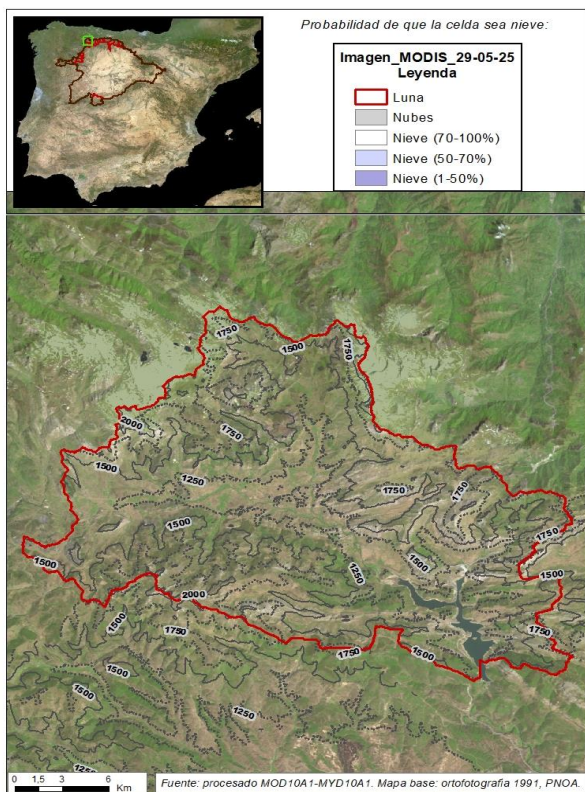 Probabilidad de que la celda sea nieve:
Imagen_MODIS_29-05-25
Leyenda
Luna
Nubes
Nieve (70-100%)
Nieve (50-70%)
Nieve (1-50%)
1750
1500
1750
2000
1750
1500
1250
1750
1750
1500
1750
1500
1250
1500
1500
2000
1500
1750
1750
1500
1750
1500
1500
1250
1250
0 1,5 3 6
Km
Fuente: procesado MOD10A1-MYD10A1. Mapa base: ortofotografía 1991, PNOA.